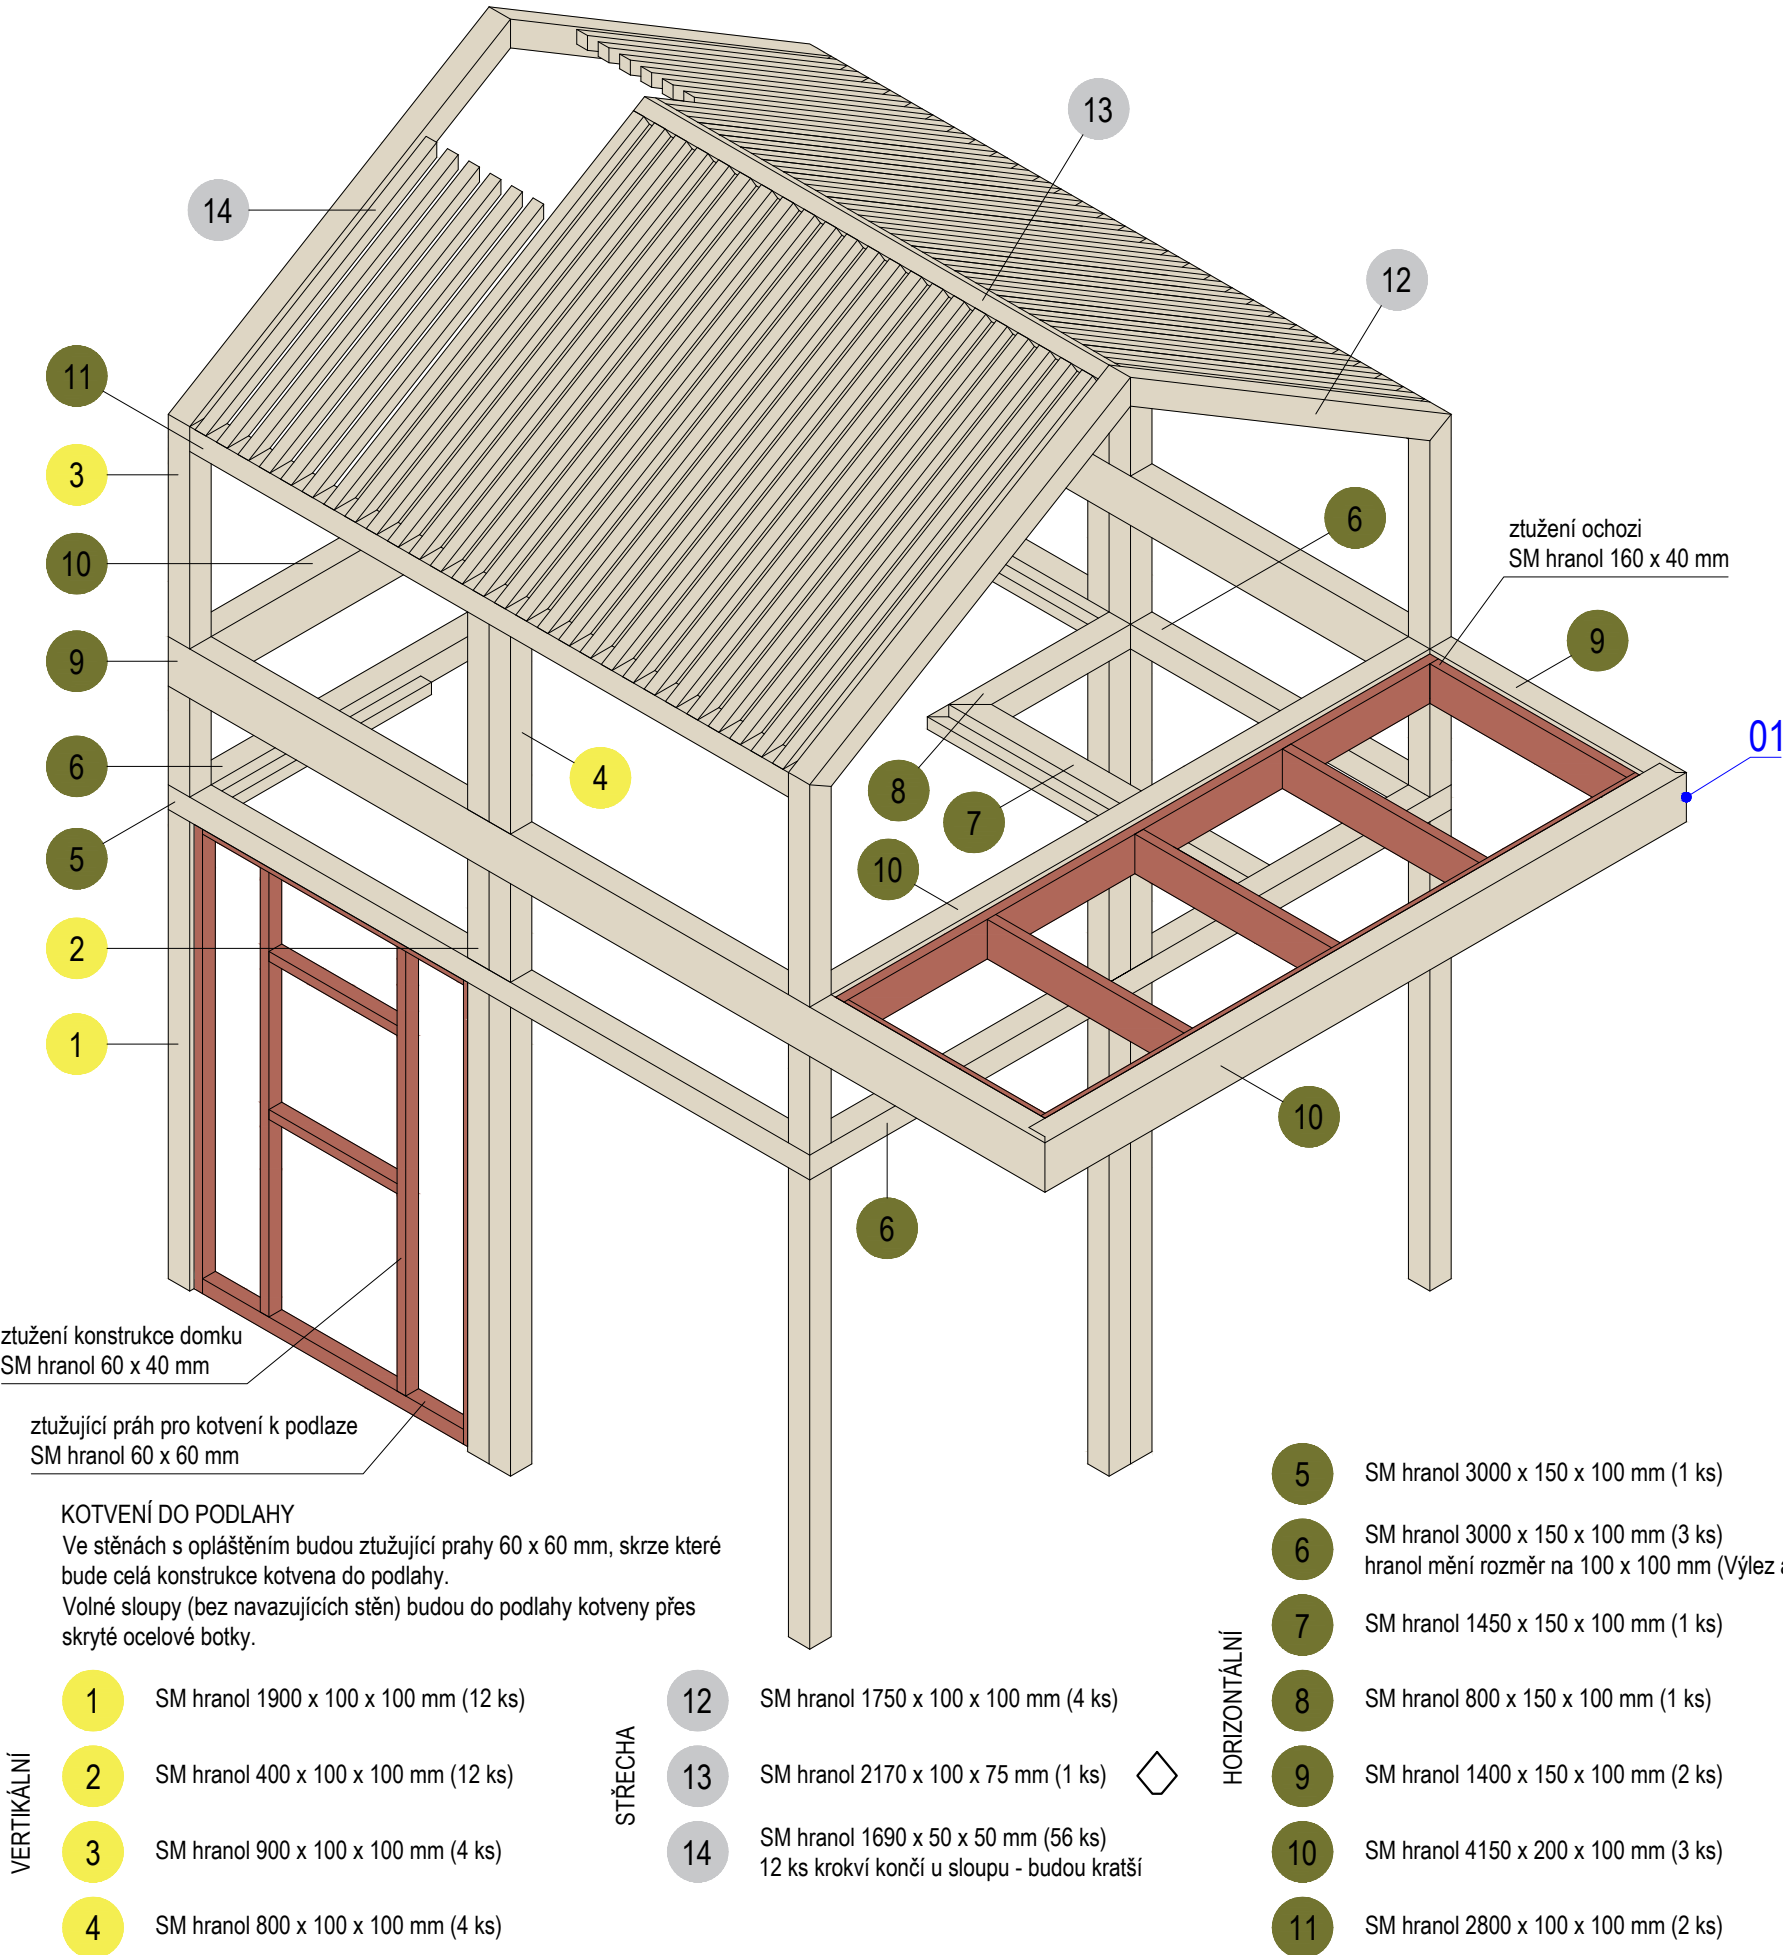 13
14
12
11
3
6
ztužení ochozi
SM hranol 160 x 40 mm
10
9
9
01
6
4
8
7
5
10
2
1
10
6
ztužení konstrukce domku
SM hranol 60 x 40 mm
ztužující práh pro kotvení k podlaze
SM hranol 60 x 60 mm
KOTVENÍ DO PODLAHY
Ve stěnách s opláštěním budou ztužující prahy 60 x 60 mm, skrze které
bude celá konstrukce kotvena do podlahy.
Volné sloupy (bez navazujících stěn) budou do podlahy kotveny přes
skryté ocelové botky.
VERTIKÁLNÍ
1 SM hranol 1900 x 100 x 100 mm (12 ks)
2 SM hranol 400 x 100 x 100 mm (12 ks)
3 SM hranol 900 x 100 x 100 mm (4 ks)
4 SM hranol 800 x 100 x 100 mm (4 ks)
STŘECHA
12 SM hranol 1750 x 100 x 100 mm (4 ks)
13 SM hranol 2170 x 100 x 75 mm (1 ks)
14 SM hranol 1690 x 50 x 50 mm (56 ks)
12 ks krokví končí u sloupu - budou kratší
HORIZONTÁLNÍ
5 SM hranol 3000 x 150 x 100 mm (1 ks)
6 SM hranol 3000 x 150 x 100 mm (3 ks)
hranol mění rozměr na 100 x 100 mm (Výlez
7 SM hranol 1450 x 150 x 100 mm (1 ks)
8 SM hranol 800 x 150 x 100 mm (1 ks)
9 SM hranol 1400 x 150 x 100 mm (2 ks)
10 SM hranol 4150 x 200 x 100 mm (3 ks)
11 SM hranol 2800 x 100 x 100 mm (2 ks)